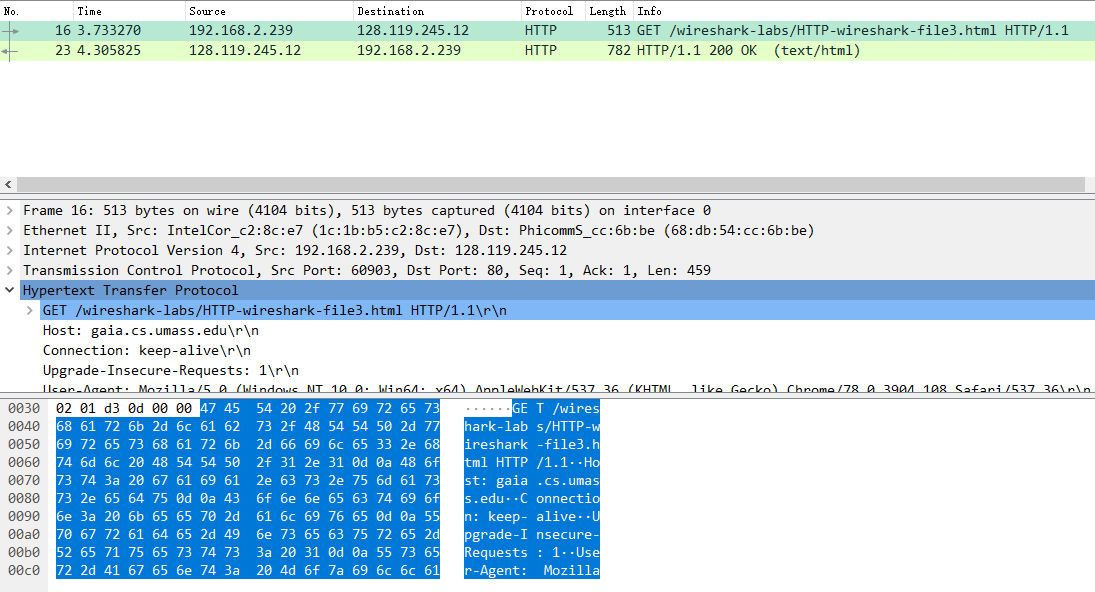 No. Time Source Destination Protocol Length Info
16 3.733270 192.168.2.239 128.119.245.12 HTTP 513 GET /wireshark-labs/HTTP-wireshark-file3.html HTTP/1.1
23 4.305825 128.119.245.12 192.168.2.239 HTTP 782 HTTP/1.1 200 OK  (text/html)
Frame 16: 513 bytes on wire (4104 bits), 513 bytes captured (4104 bits) on interface 0
Ethernet II, Src: IntelCor_c2:8c:e7 (1c:1b:b5:c2:8c:e7), Dst: PhicommS_cc:6b:be (68:db:54:cc:6b:be)
Internet Protocol Version 4, Src: 192.168.2.239, Dst: 128.119.245.12
Transmission Control Protocol, Src Port: 60903, Dst Port: 80, Seq: 1, Ack: 1, Len: 459
Hypertext Transfer Protocol
GET /wireshark-labs/HTTP-wireshark-file3.html HTTP/1.1\r\n
Host: gaia.cs.umass.edu\r\n
Connection: keep-alive\r\n
Upgrade-Insecure-Requests: 1\r\n
User-Agent: Mozilla/5.0 (Windows NT 10.0; Win64; x64) AppleWebKit/537.36 (KHTML, like Gecko) Chrome/78.0.3904.108 Safari/537.36\r\n
0030 02 01 d3 0d 00 00 47 45 54 20 2f 77 69 72 65 73 ······GE T /wires
0040 68 61 72 6b 2d 6c 61 62 73 2f 48 54 54 50 2d 77 hark-lab s/HTTP-w
0050 69 72 65 73 68 61 72 6b 2d 66 69 6c 65 33 2e 68 ireshark -file3.h
0060 74 6d 6c 20 48 54 54 50 2f 31 2e 31 0d 0a 48 6f tml HTTP /1.1··Ho
0070 73 74 3a 20 67 61 69 61 2e 63 73 2e 75 6d 61 73 st: gaia .cs.umas
0080 73 2e 65 64 75 0d 0a 43 6f 6e 6e 65 63 74 69 6f s.edu··C onnectio
0090 6e 3a 20 6b 65 65 70 2d 61 6c 69 76 65 0d 0a 55 n: keep- alive··U
00a0 70 67 72 61 64 65 2d 49 6e 73 65 63 75 72 65 2d pgrade-I nsecure-
00b0 52 65 71 75 65 73 74 73 3a 20 31 0d 0a 55 73 65 Requests : 1··Use
00c0 72 2d 41 67 65 6e 74 3a 20 4d 6f 7a 69 6c 6c 61 r-Agent:  Mozilla